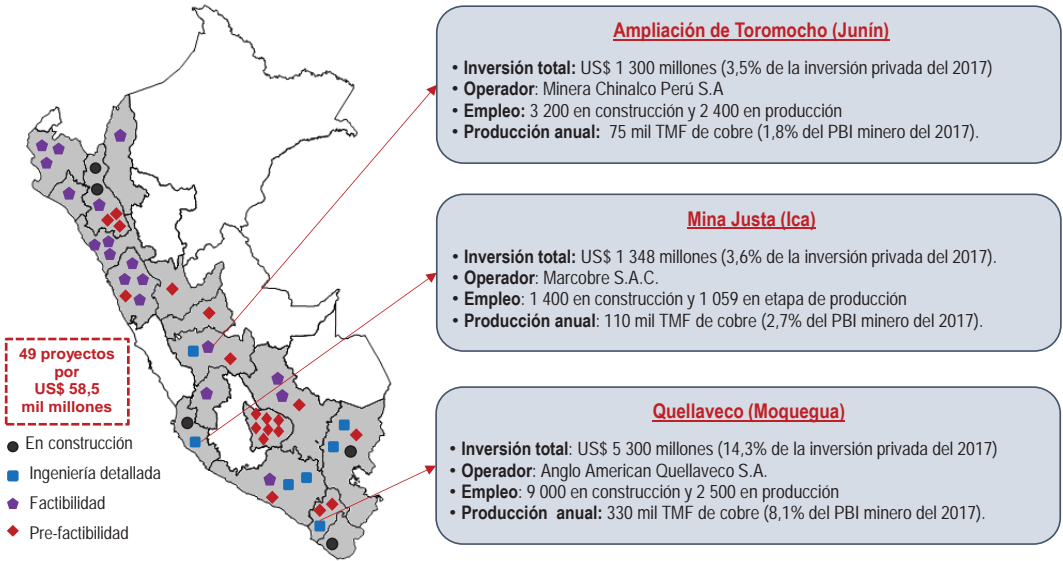 Ampliación de Toromocho (Junín)
• Inversión total: US$ 1 300 millones (3,5% de la inversión privada del 2017)
• Operador: Minera Chinalco Perú S.A
• Empleo: 3 200 en construcción y 2 400 en producción
• Producción anual: 75 mil TMF de cobre (1,8% del PBI minero del 2017).
Mina Justa (Ica)
• Inversión total: US$ 1 348 millones (3,6% de la inversión privada del 2017).
• Operador: Marcobre S.A.C.
• Empleo: 1 400 en construcción y 1 059 en etapa de producción
• Producción anual: 110 mil TMF de cobre (2,7% del PBI minero del 2017).
Quellaveco (Moquegua)
• Inversión total: US$ 5 300 millones (14,3% de la inversión privada del 2017)
• Operador: Anglo American Quellaveco S.A.
• Empleo: 9 000 en construcción y 2 500 en producción
• Producción anual: 330 mil TMF de cobre (8,1% del PBI minero del 2017).
49 proyectos
por
US$ 58,5
mil millones
En construcción
Ingeniería detallada
Factibilidad
Pre-factibilidad